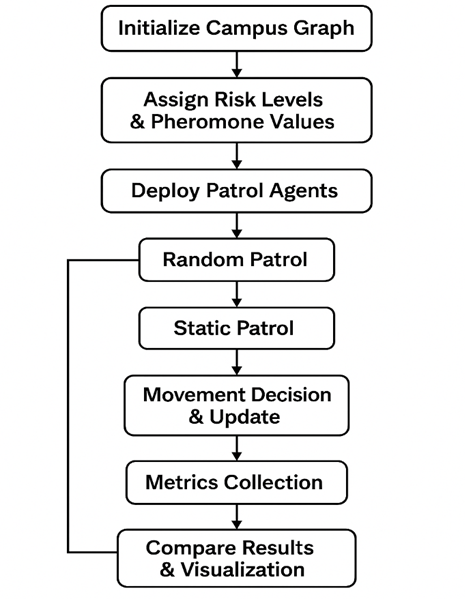 Initialize Campus Graph
Assign Risk Levels
& Pheromone Values
Deploy Patrol Agents
Random Patrol
Static Patrol
Movement Decision
& Update
Metrics Collection
Compare Results
& Visualization